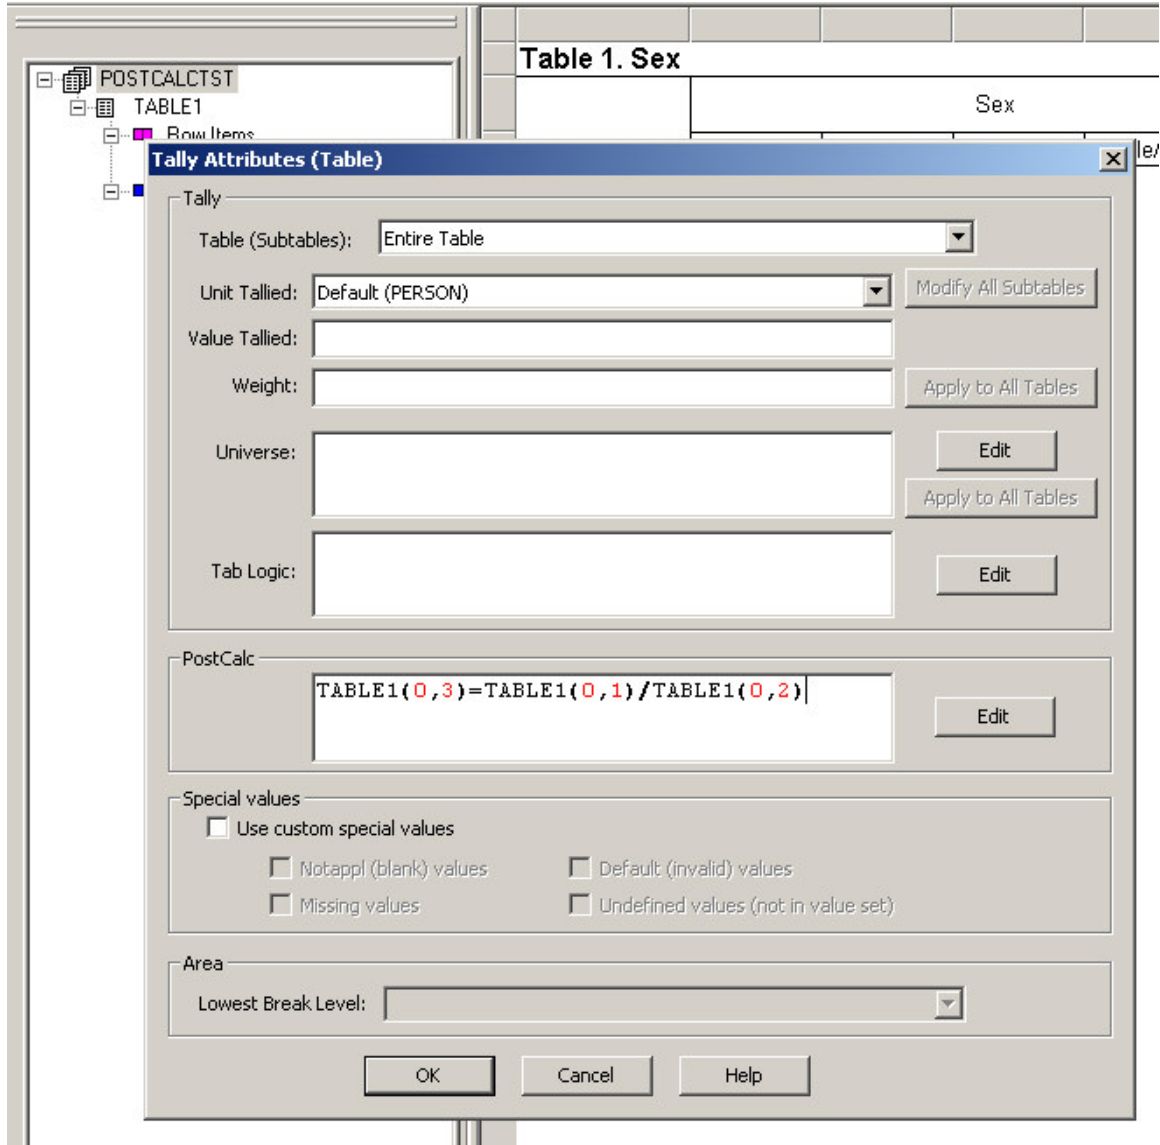 Table 1. Sex
POSTCALCTST
TABLE1
Sex
Row Items
Tally Attributes (Table)
Tally
Table (Subtables): Entire Table
Unit Tallied: Default (PERSON) Modify All Subtables
Value Tallied:
Weight: Apply to All Tables
Universe: Edit
Apply to All Tables
Tab Logic: Edit
PostCalc
TABLE1(0,3)=TABLE1(0,1)/TABLE1(0,2)
Edit
Special values
Use custom special values
Notappl (blank) values Default (invalid) values
Missing values Undefined values (not in value set)
Area
Lowest Break Level:
OK Cancel Help